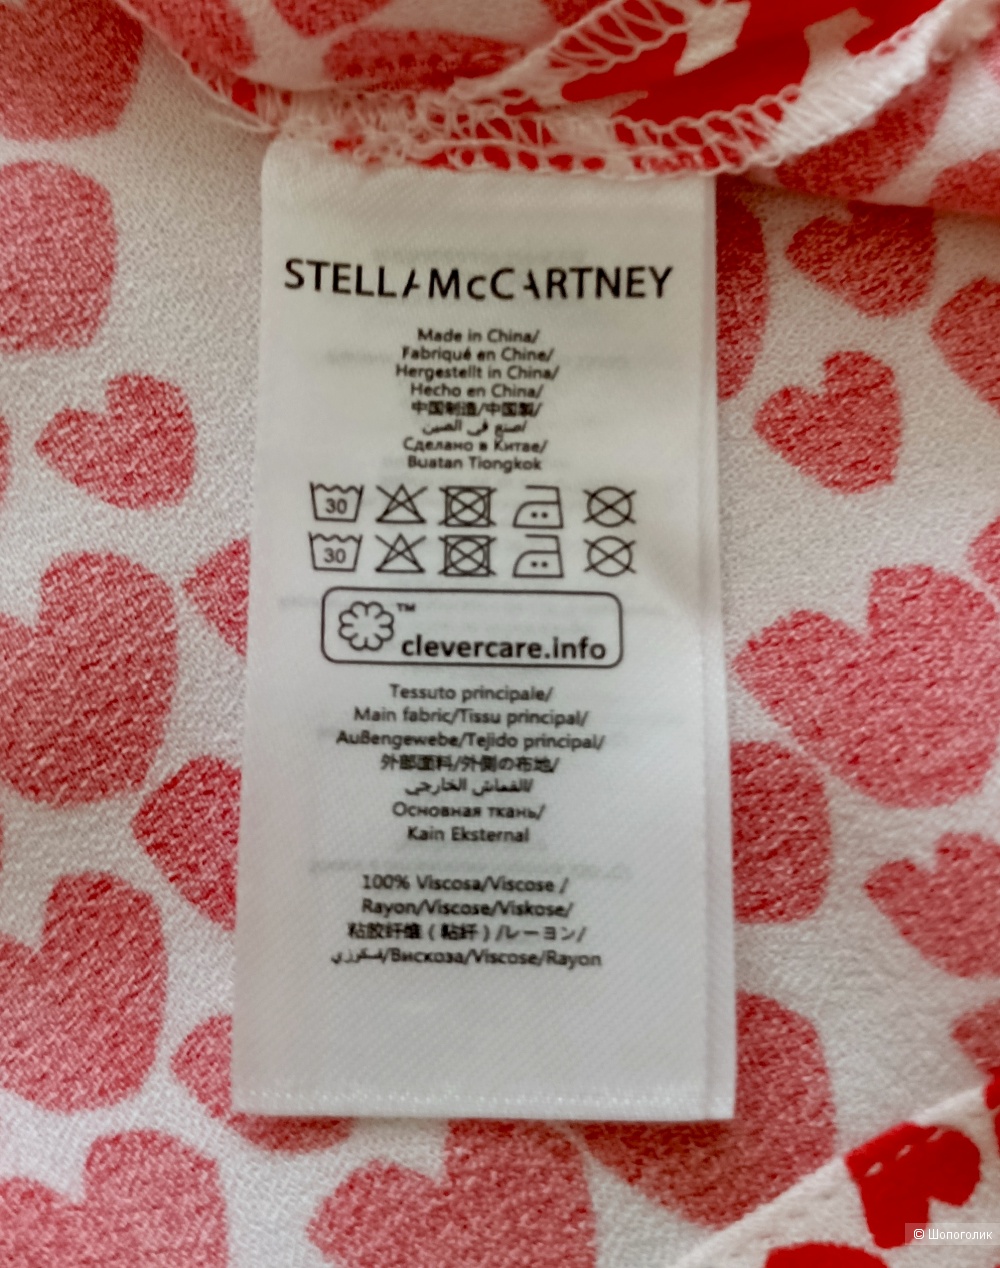 STELLAMcCARTNEY
Made in China/
Fabriqué en Chine/
Hergestellt in China/
Hecho en China/
中国制造/中国製/
صنع في الصين/
Сделано в Китае/
Buatan Tiongkok
30
30
™
clevercare.info
Tessuto principale/
Main fabric/Tissu principal/
Außengewebe/Tejido principal/
外部面料/外側の布地/
القماش الخارجي/
Основная ткань/
Kain Eksternal
100% Viscosa/Viscose /
Rayon/Viscose/Viskose/
粘胶纤维 ( 粘纤 ) /レーヨン/
/Вискоза/Viscose/Rayon
© Шопоголик